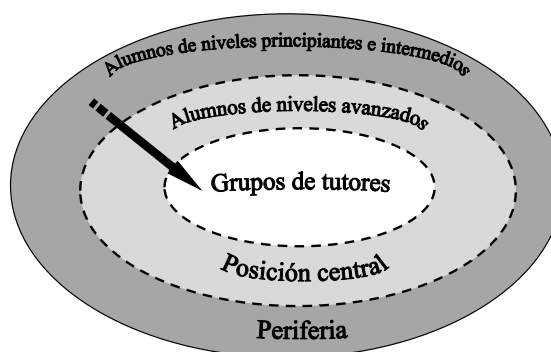 Alumnos de niveles principiantes e intermedios
Alumnos de niveles avanzados
Grupos de tutores
Posición central
Periferia